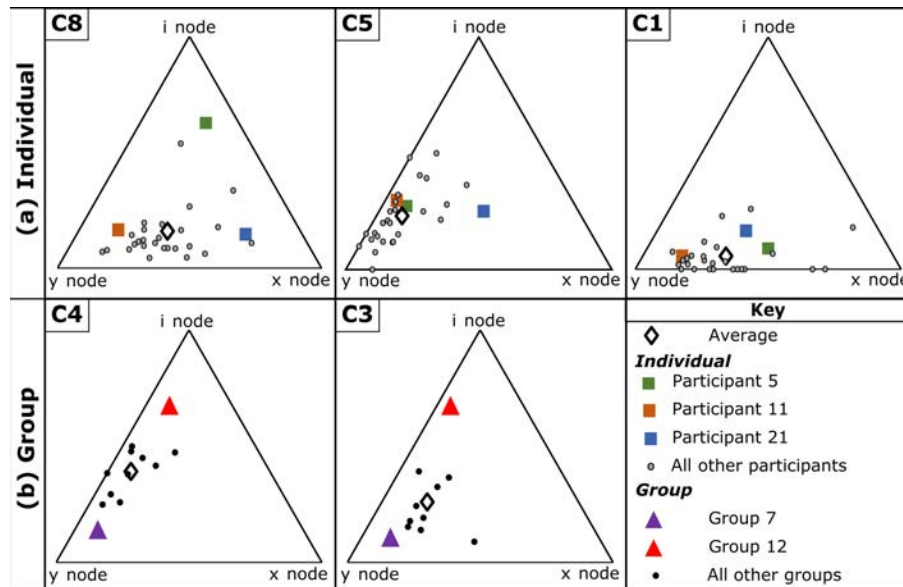 (a) Individual
C8
i node
y node
x node
C5
i node
y node
x node
C1
i node
y node
x node
(b) Group
C4
i node
y node
x node
C3
i node
y node
x node
Key
Average
Individual
Participant 5
Participant 11
Participant 21
All other participants
Group
Group 7
Group 12
All other groups